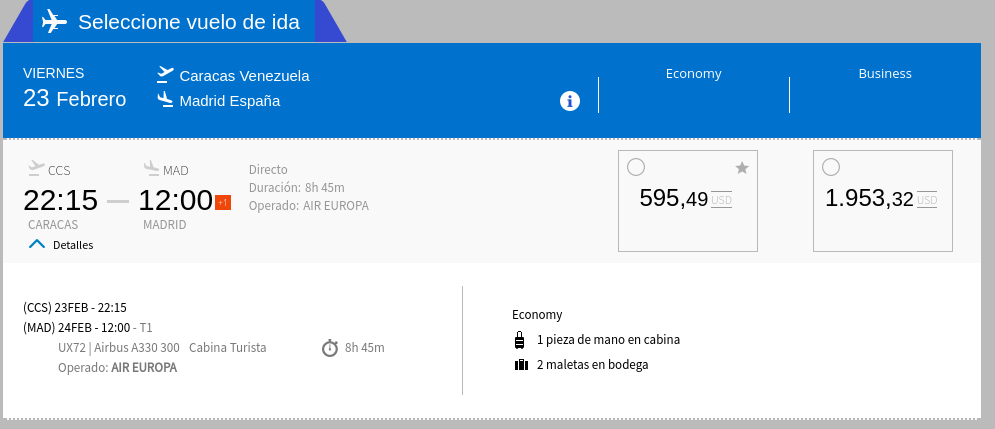 Seleccione vuelo de ida
VIERNES
23 Febrero
Caracas Venezuela
Madrid España
i
Economy
Business
CCS
22:15
CARACAS
MAD
12:00 +1
MADRID
Directo
Duración: 8h 45m
Operado: AIR EUROPA
595,49 USD
1.953,32 USD
Detalles
(CCS) 23FEB - 22:15
(MAD) 24FEB - 12:00 - T1
UX72 | Airbus A330 300 Cabina Turista
8h 45m
Operado: AIR EUROPA
Economy
1 pieza de mano en cabina
2 maletas en bodega